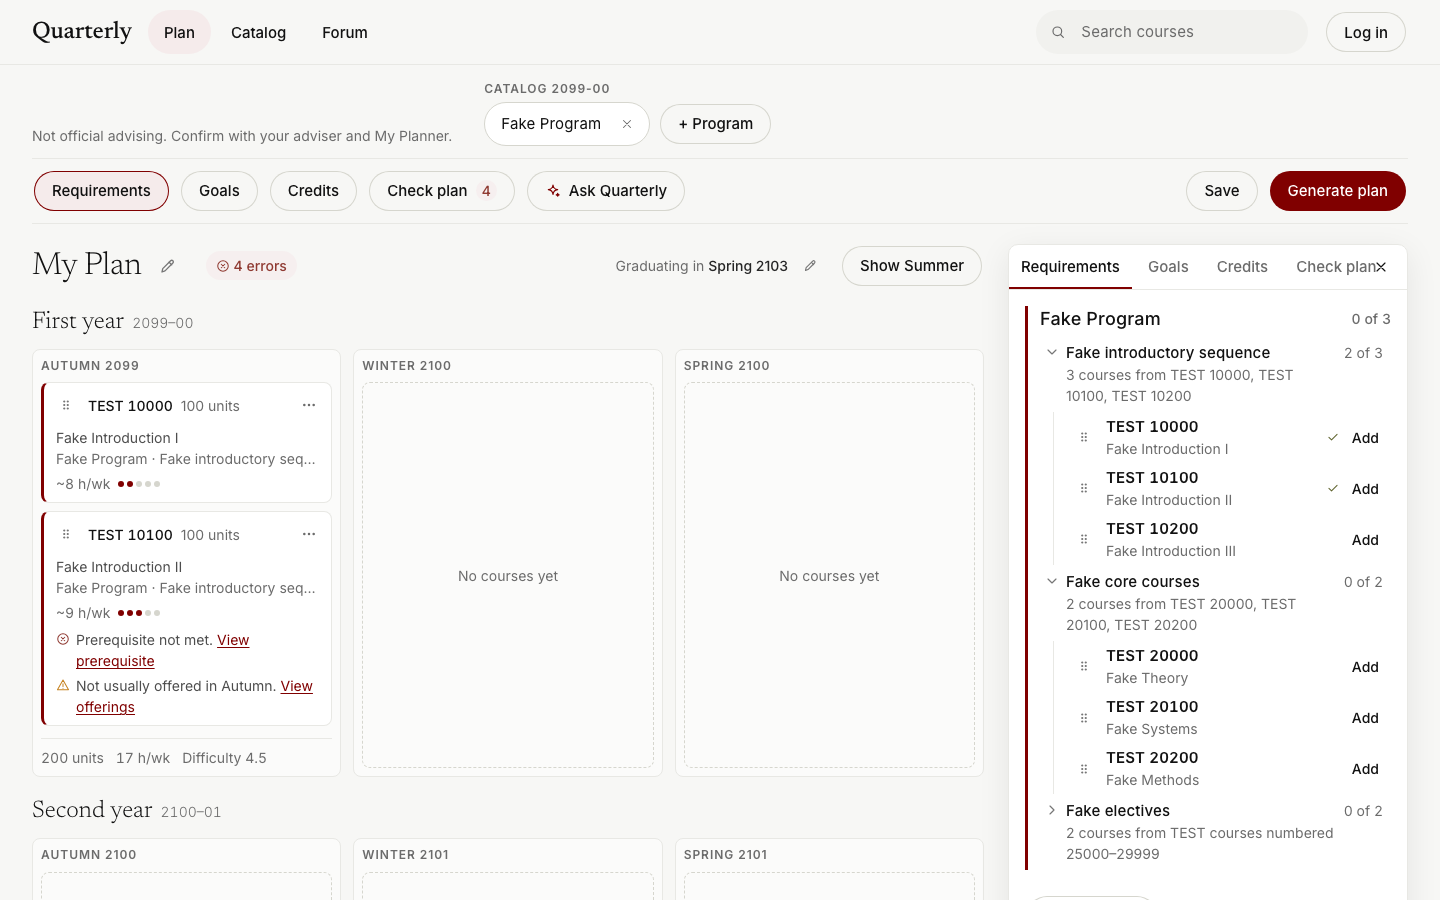 Quarterly
Plan
Catalog
Forum
Search courses
Log in
CATALOG 2099-00
Not official advising. Confirm with your adviser and My Planner.
Fake Program
+ Program
Requirements
Goals
Credits
Check plan 4
Ask Quarterly
Save
Generate plan
My Plan
4 errors
Graduating in Spring 2103
Show Summer
First year 2099–00
AUTUMN 2099
TEST 10000 100 units
Fake Introduction I
Fake Program · Fake introductory seq...
~8 h/wk
TEST 10100 100 units
Fake Introduction II
Fake Program · Fake introductory seq...
~9 h/wk
Prerequisite not met. View
prerequisite
Not usually offered in Autumn. View
offerings
200 units 17 h/wk Difficulty 4.5
WINTER 2100
No courses yet
SPRING 2100
No courses yet
Second year 2100–01
AUTUMN 2100
WINTER 2101
SPRING 2101
Requirements
Goals
Credits
Check plan
Fake Program 0 of 3
Fake introductory sequence 2 of 3
3 courses from TEST 10000, TEST
10100, TEST 10200
TEST 10000
Fake Introduction I
Add
TEST 10100
Fake Introduction II
Add
TEST 10200
Fake Introduction III
Add
Fake core courses 0 of 2
2 courses from TEST 20000, TEST
20100, TEST 20200
TEST 20000
Fake Theory
Add
TEST 20100
Fake Systems
Add
TEST 20200
Fake Methods
Add
Fake electives 0 of 2
2 courses from TEST courses numbered
25000–29999